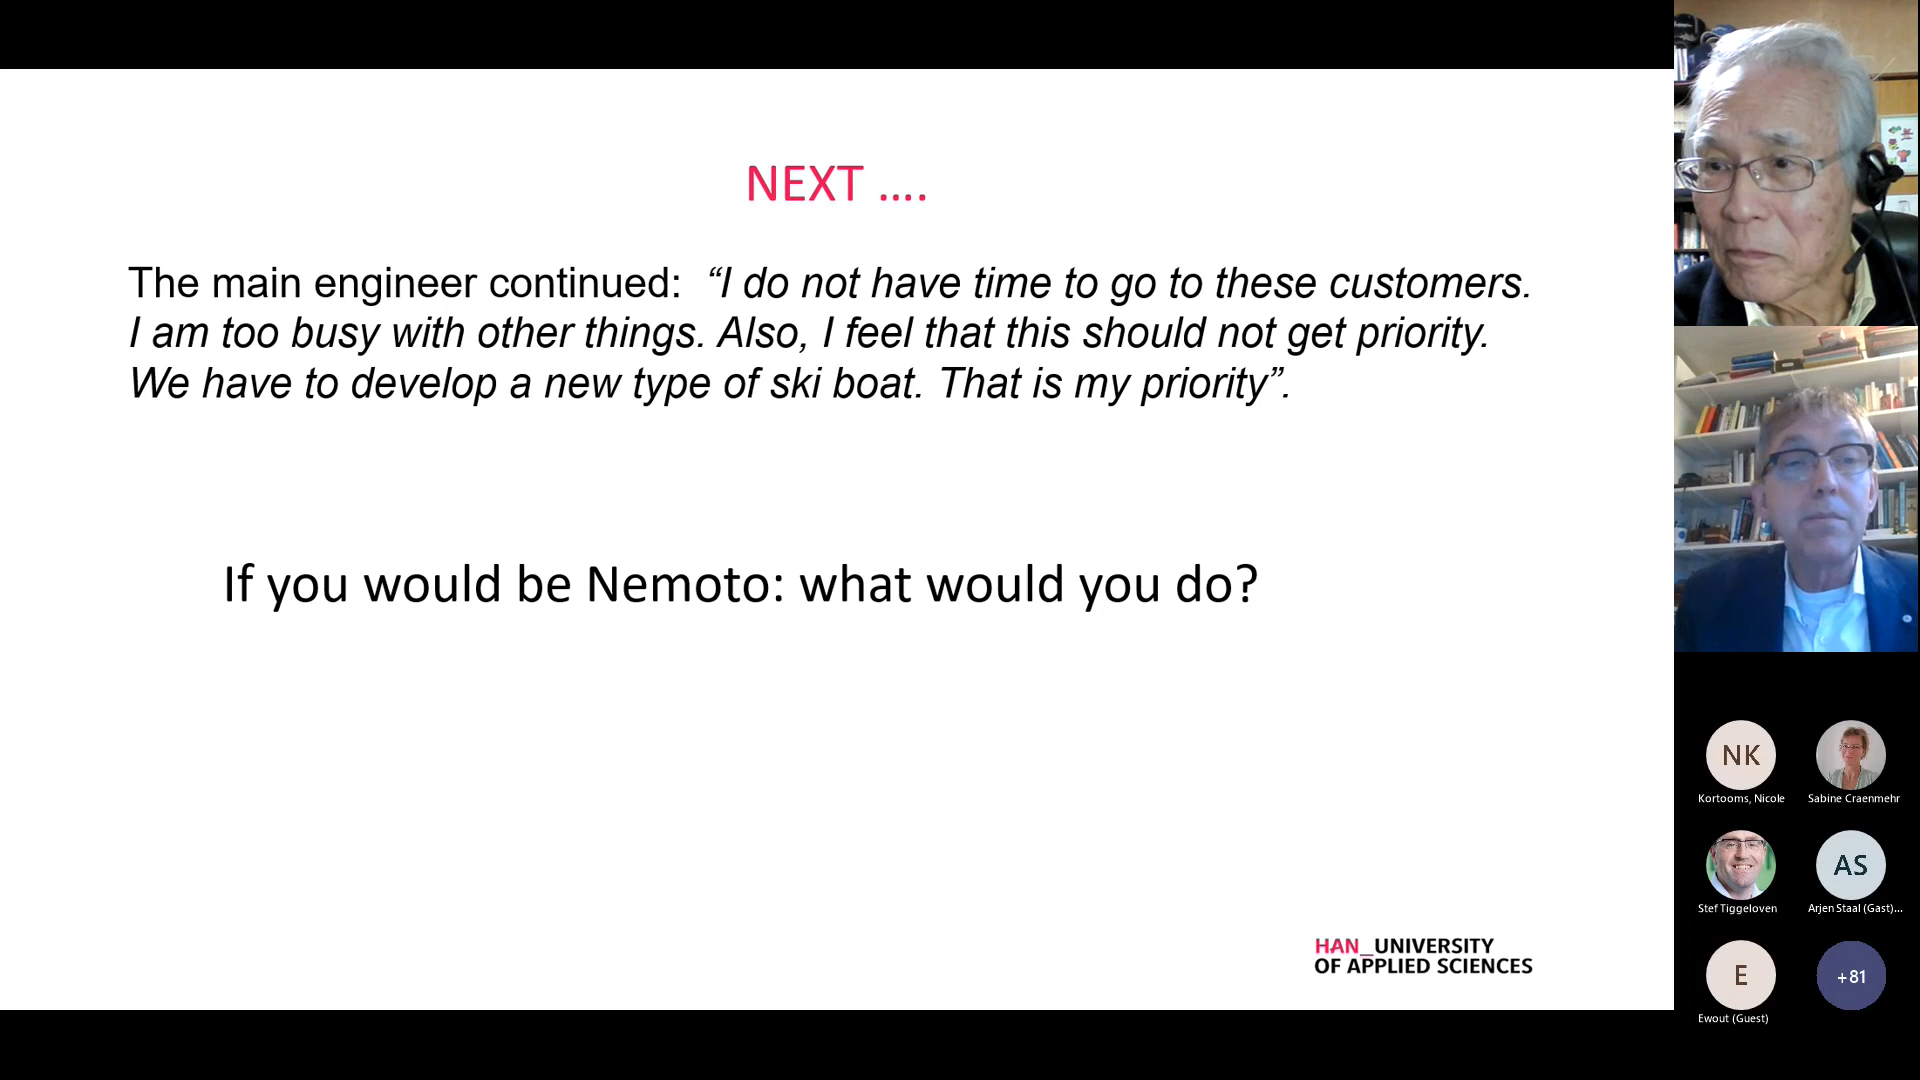 NEXT ....
The main engineer continued:  “I do not have time to go to these customers.
I am too busy with other things. Also, I feel that this should not get priority.
We have to develop a new type of ski boat. That is my priority”.
If you would be Nemoto: what would you do?
HAN_UNIVERSITY
OF APPLIED SCIENCES
NK
Kortooms, Nicole
Sabine Craenmehr
Stef Tiggeloven
AS
Arjen Staal (Gast)...
E
Ewout (Guest)
+81